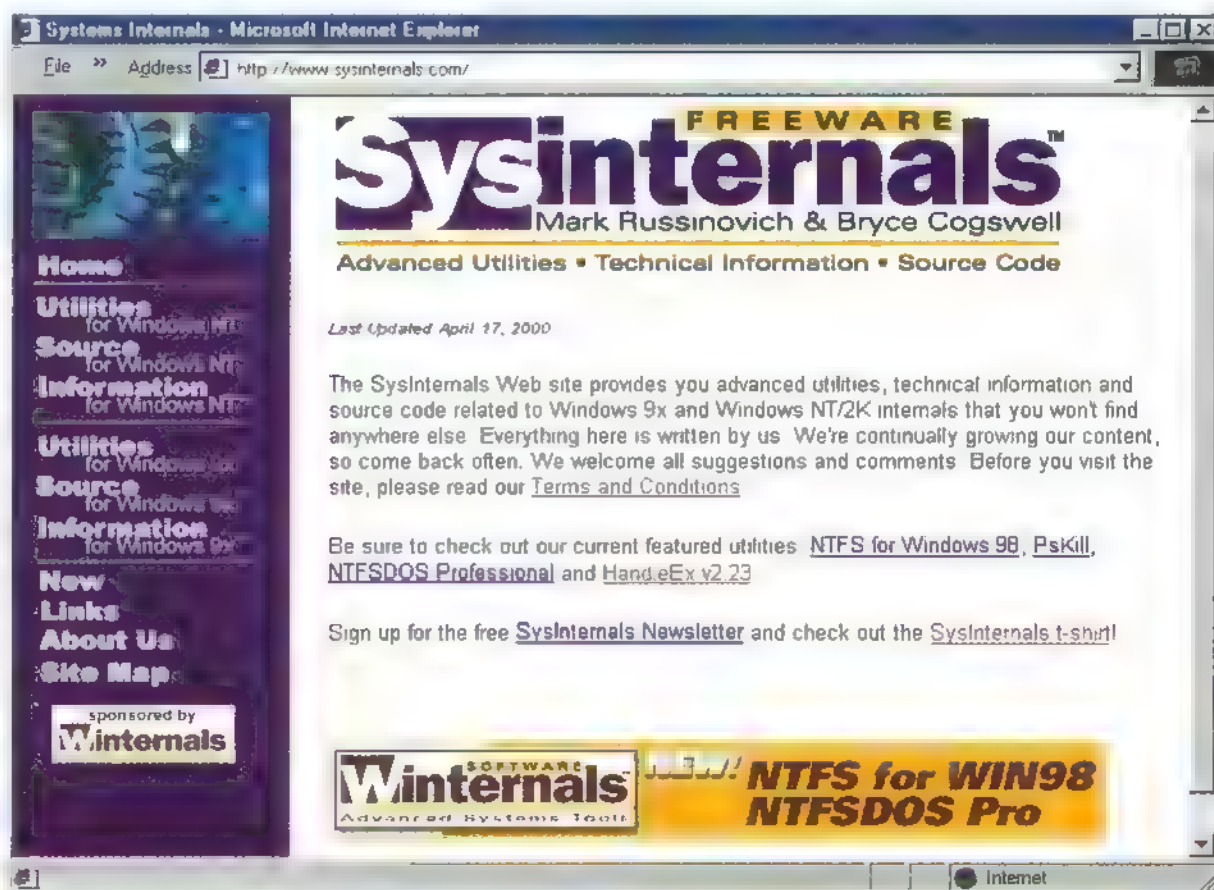 Systems Internals - Microsoft Internet Explorer
File » Address http://www.sysinternals.com/
FREEWARE
Sysinternals™
Mark Russinovich & Bryce Cogswell
Advanced Utilities • Technical Information • Source Code
Home
Utilities
for Windows NT
Source
for Windows NT
Information
for Windows NT
Utilities
for Windows 9x
Source
for Windows 9x
Information
for Windows 9x
New
Links
About Us
Site Map
sponsored by
Winternals
Last Updated April 17, 2000
The SysInternals Web site provides you advanced utilities, technical information and
source code related to Windows 9x and Windows NT/2K internals that you won't find
anywhere else. Everything here is written by us. We're continually growing our content,
so come back often. We welcome all suggestions and comments. Before you visit the
site, please read our Terms and Conditions
Be sure to check out our current featured utilities NTFS for Windows 98, PsKill,
NTFSDOS Professional and HandleEx v2.23
Sign up for the free SysInternals Newsletter and check out the SysInternals t-shirt!
SOFTWARE
Winternals
Advanced Systems Tools
NEW! NTFS for WIN98
NTFSDOS Pro
Internet